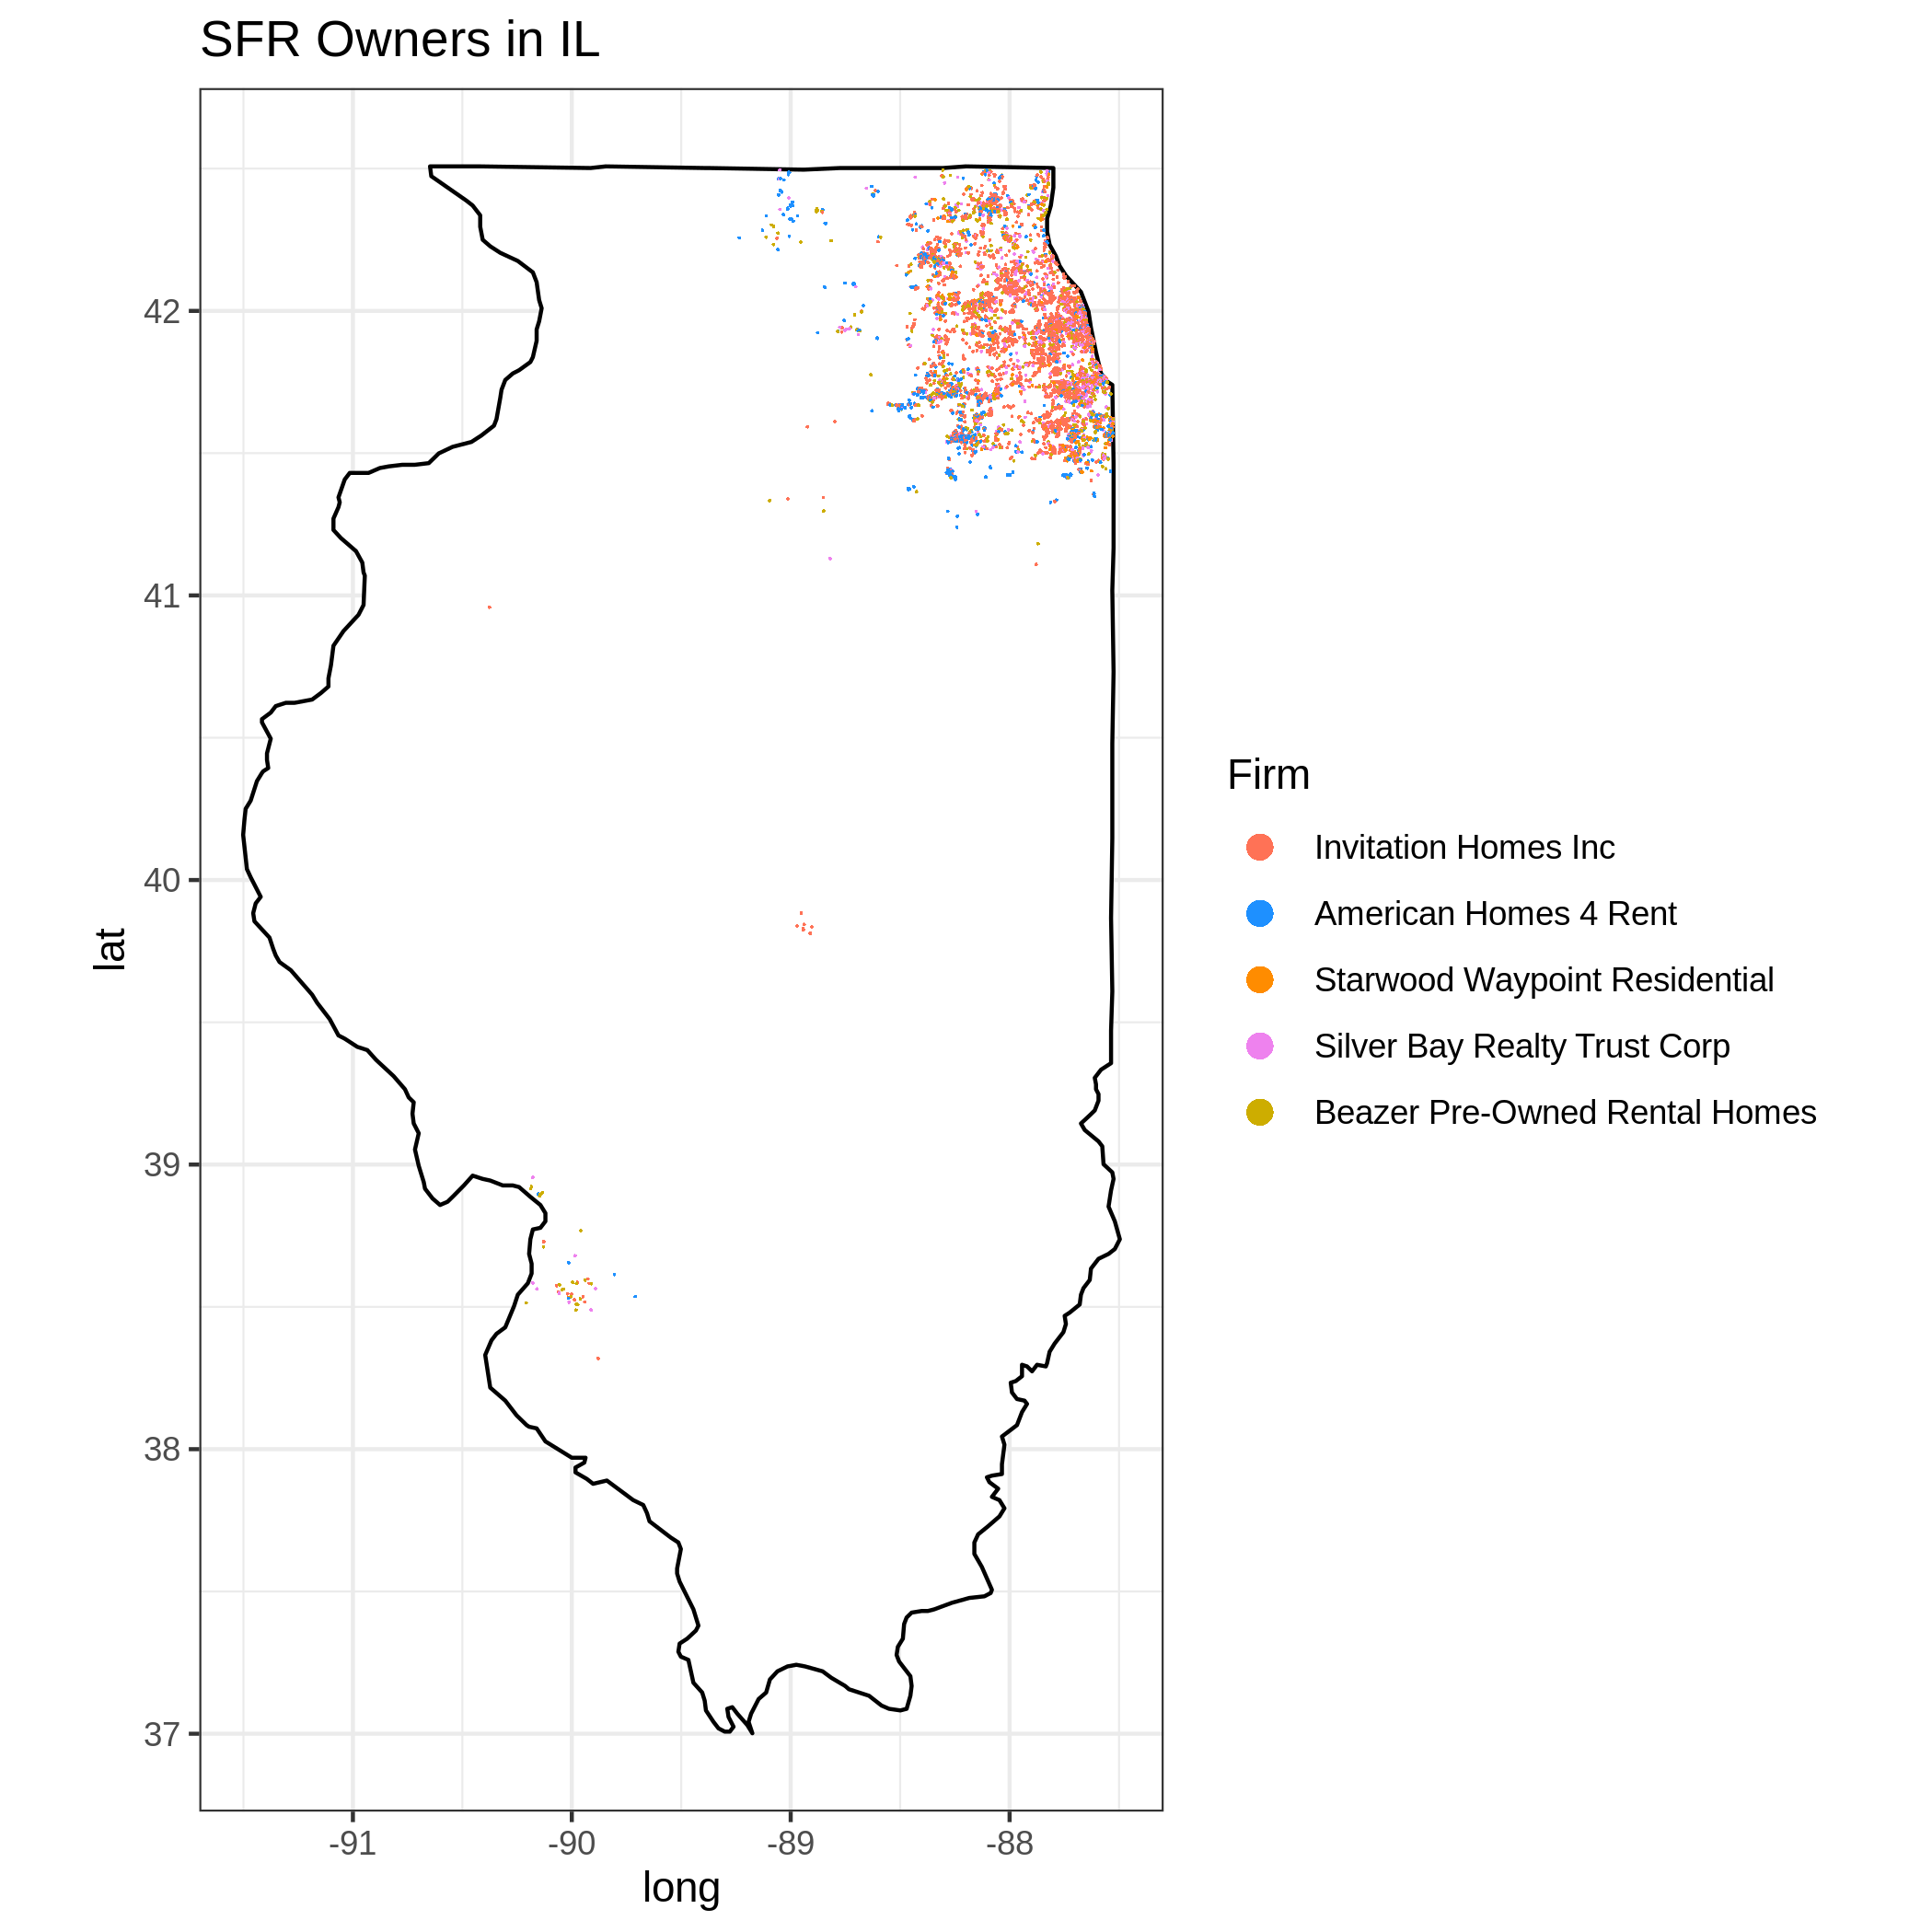 SFR Owners in IL
42
41
40
39
38
37
lat
-91
-90
-89
-88
long
Firm
Invitation Homes Inc
American Homes 4 Rent
Starwood Waypoint Residential
Silver Bay Realty Trust Corp
Beazer Pre-Owned Rental Homes